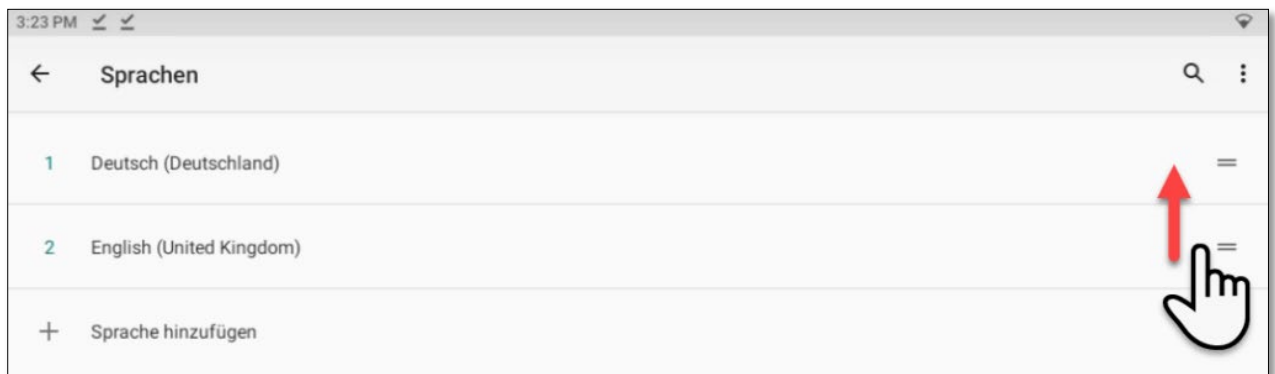 3:23 PM
Sprachen
1 Deutsch (Deutschland)
2 English (United Kingdom)
Sprache hinzufügen